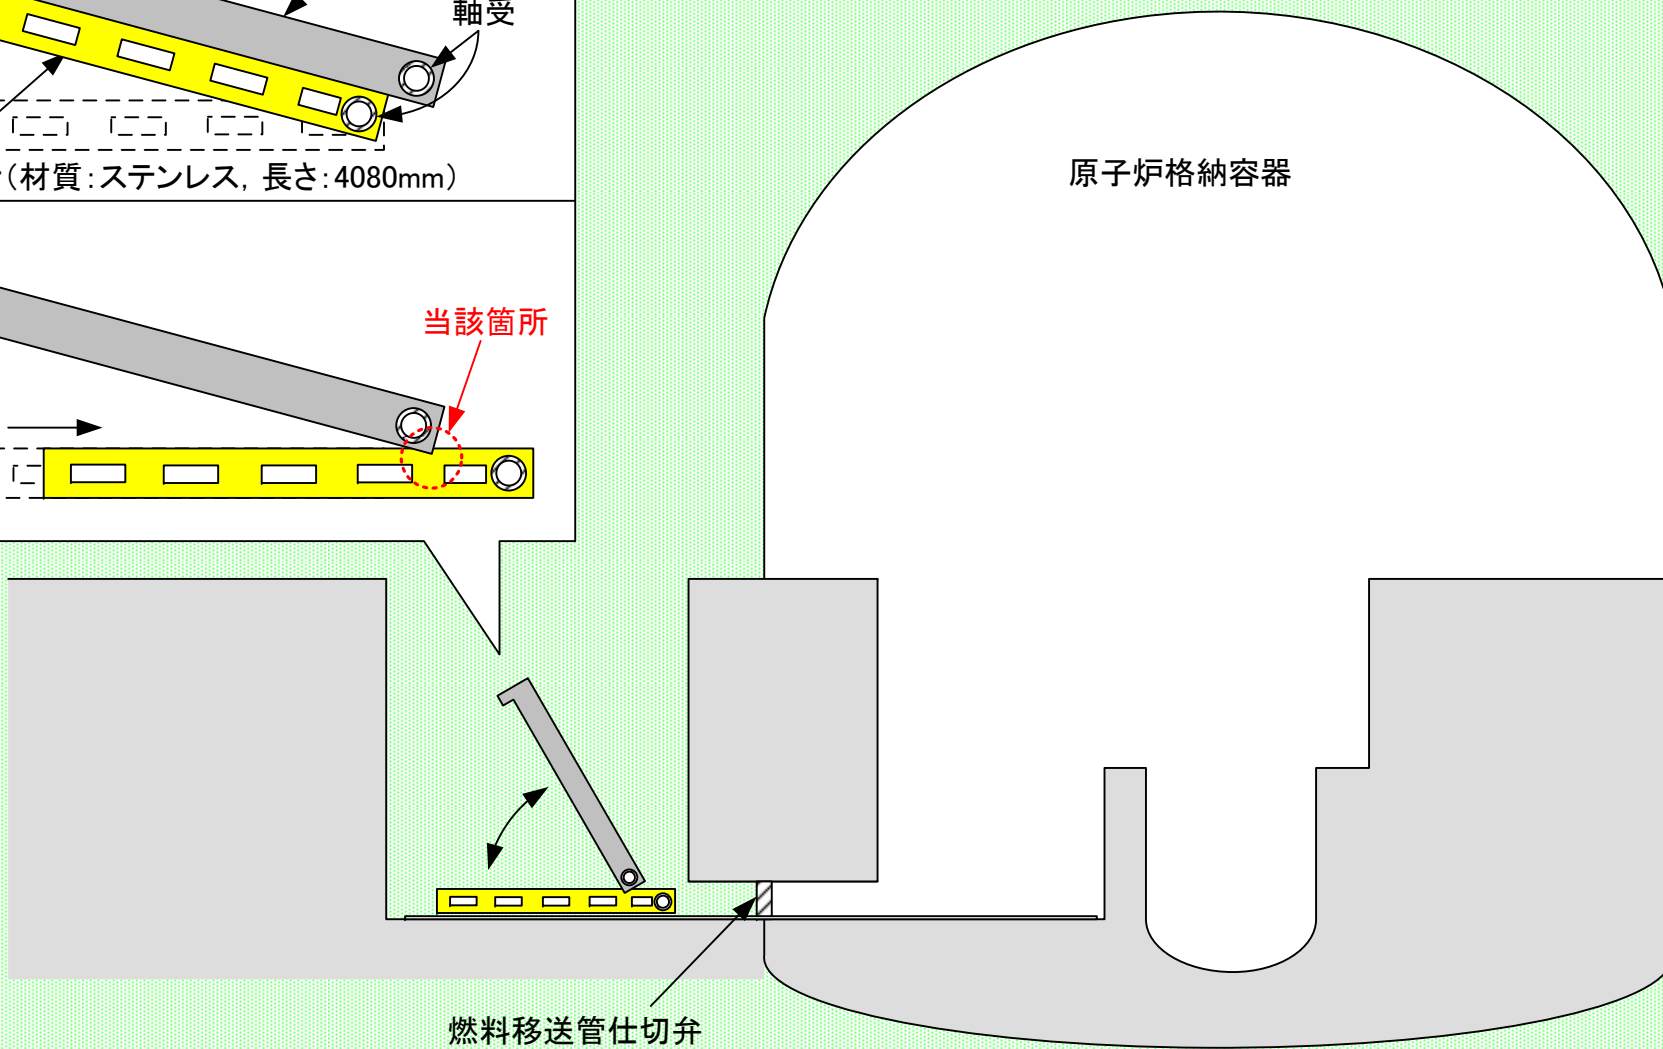 軸受
（材質：ステンレス，長さ：4080mm）
原子炉格納容器
当該箇所
燃料移送管仕切弁